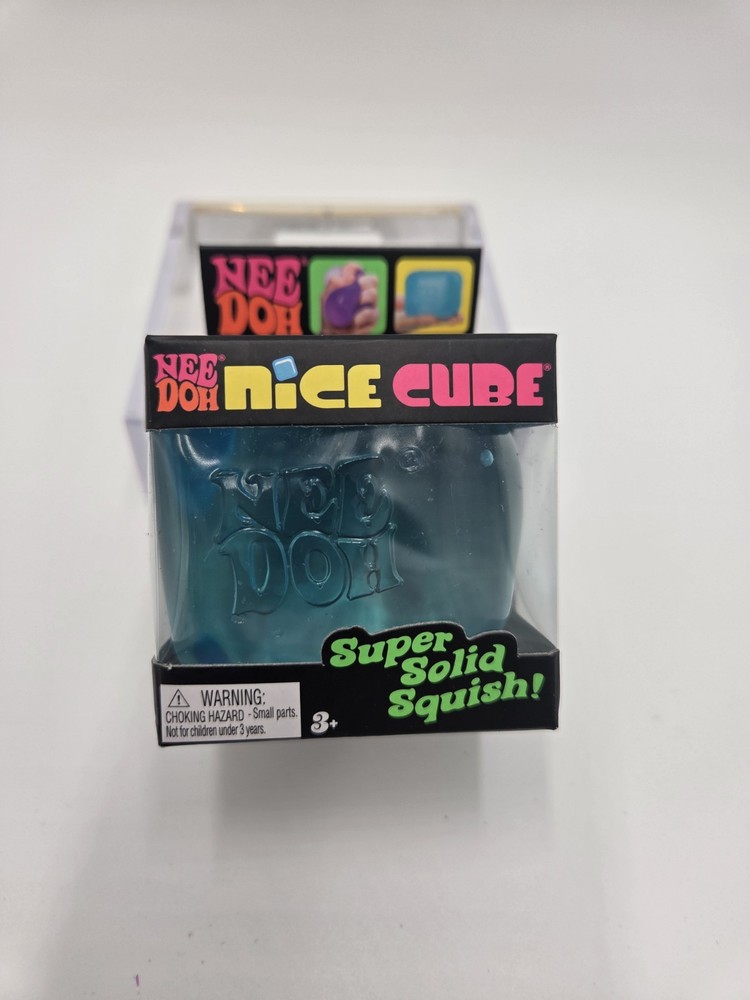 NEE
DOH
NEE® NiCE CUBE®
DOH
NEE
DOH
Super
Solid
Squish!
⚠ WARNING:
CHOKING HAZARD - Small parts.
Not for children under 3 years.
3+